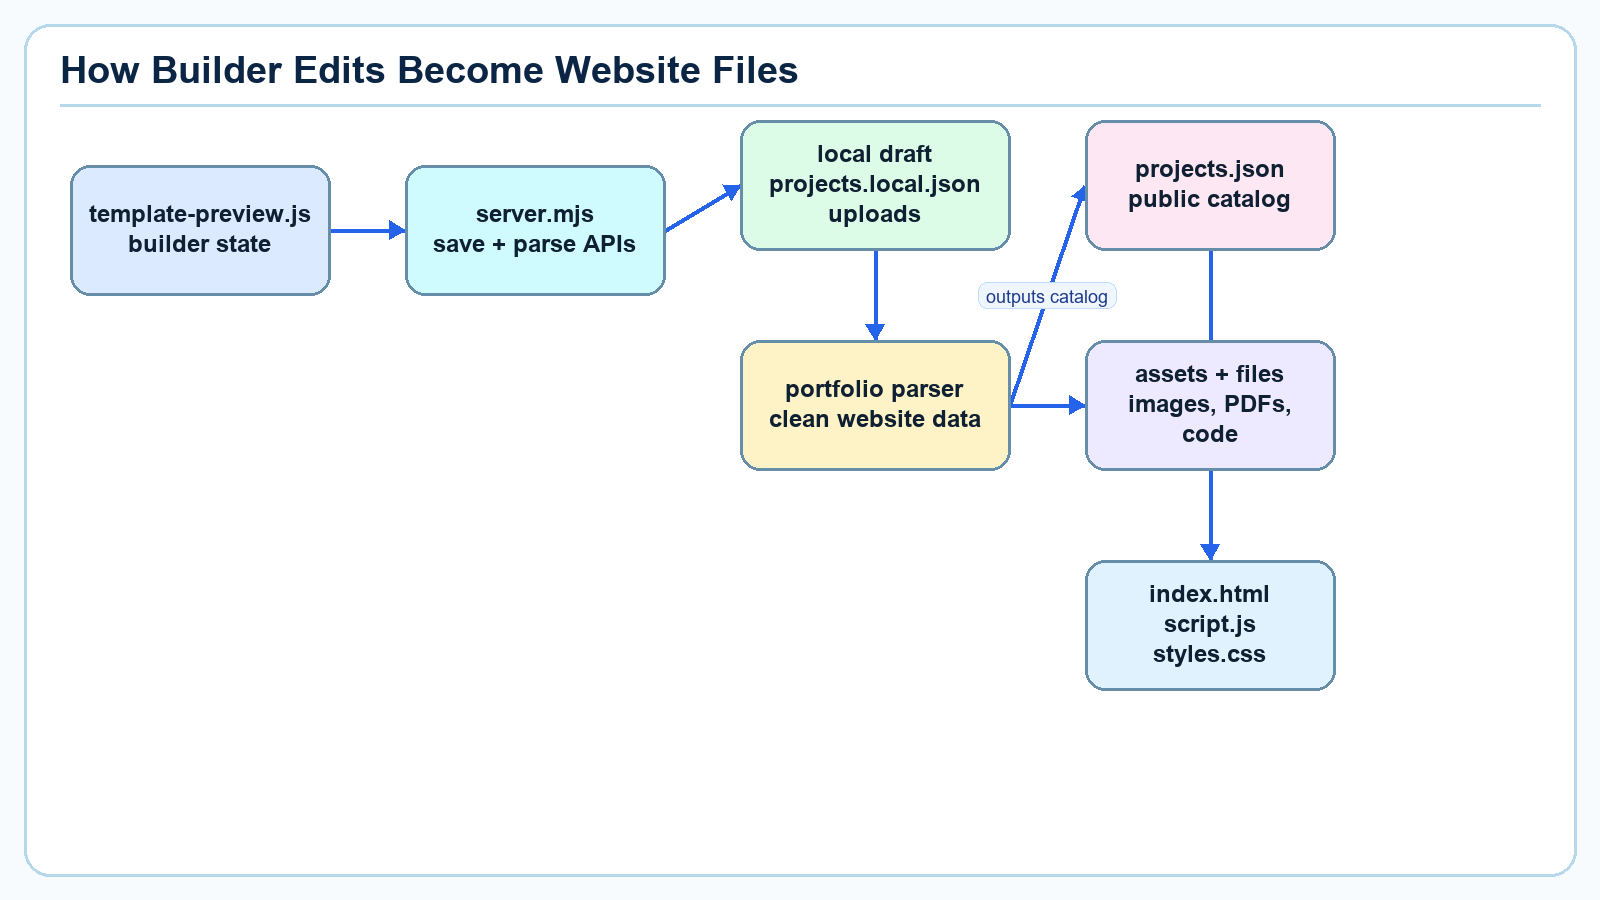 How Builder Edits Become Website Files
template-preview.js
builder state
server.mjs
save + parse APIs
local draft
projects.local.json
uploads
projects.json
public catalog
outputs catalog
portfolio parser
clean website data
assets + files
images, PDFs,
code
index.html
script.js
styles.css